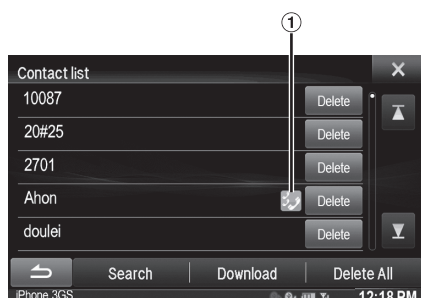 1
Contact list
10087 Delete
20#25 Delete
2701 Delete
Ahon Delete
doulei Delete
Search Download Delete All
iPhone 3GS 12:18 PM